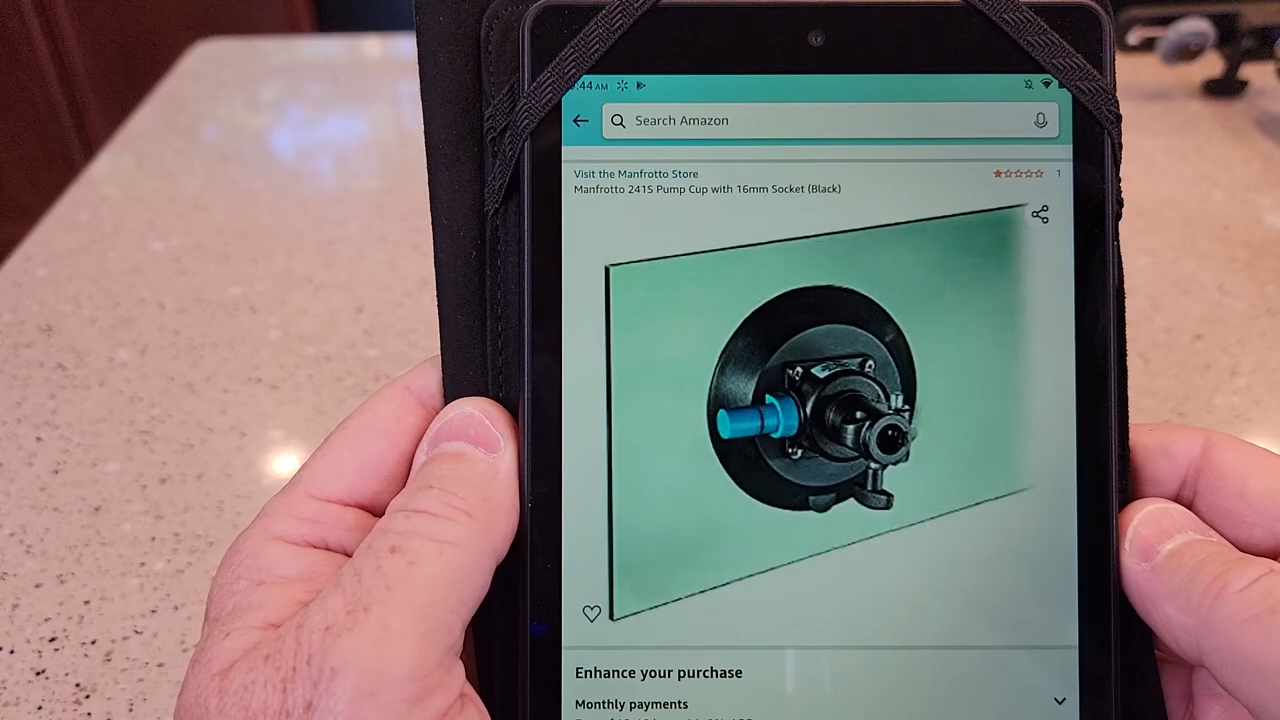 :44 AM
Search Amazon
Visit the Manfrotto Store
1
Manfrotto 241S Pump Cup with 16mm Socket (Black)
Enhance your purchase
Monthly payments